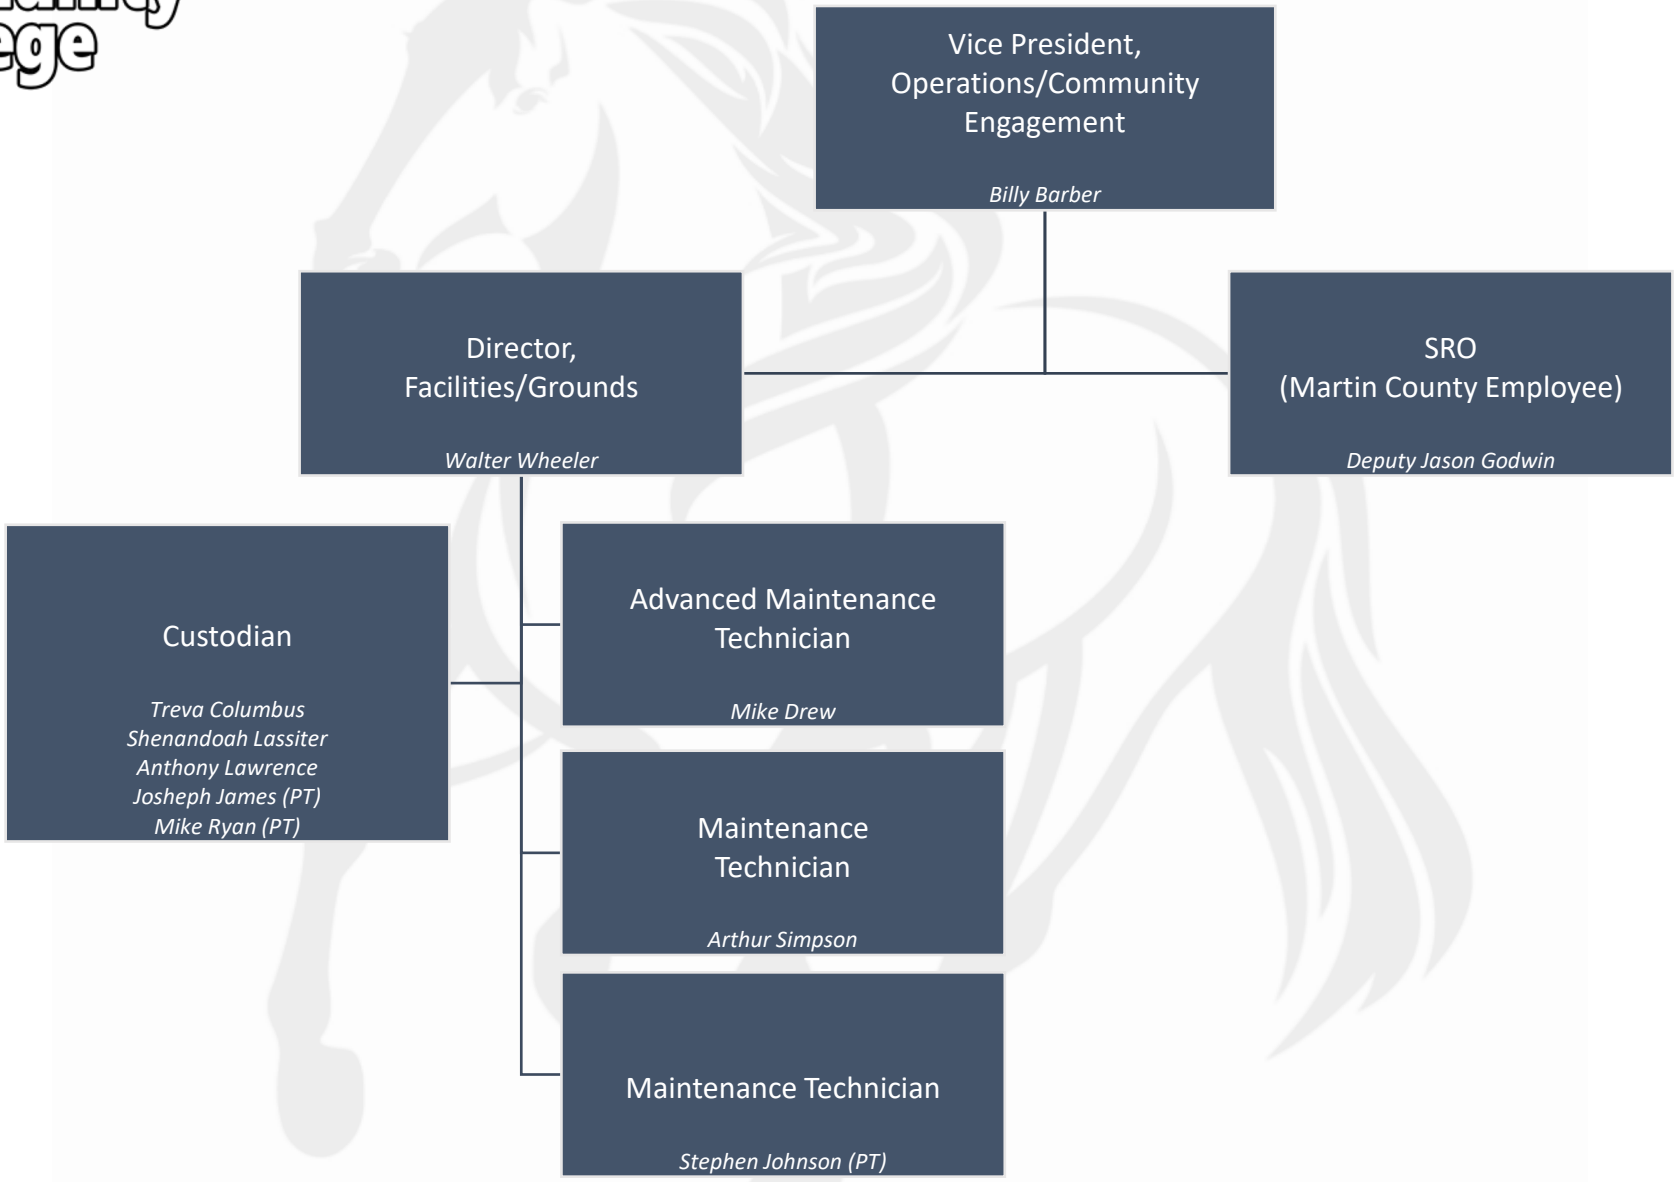 ege
Vice President,
Operations/Community
Engagement
Billy Barber
Director,
Facilities/Grounds
Walter Wheeler
SRO
(Martin County Employee)
Deputy Jason Godwin
Custodian
Treva Columbus
Shenandoah Lassiter
Anthony Lawrence
Josheph James (PT)
Mike Ryan (PT)
Advanced Maintenance
Technician
Mike Drew
Maintenance
Technician
Arthur Simpson
Maintenance Technician
Stephen Johnson (PT)